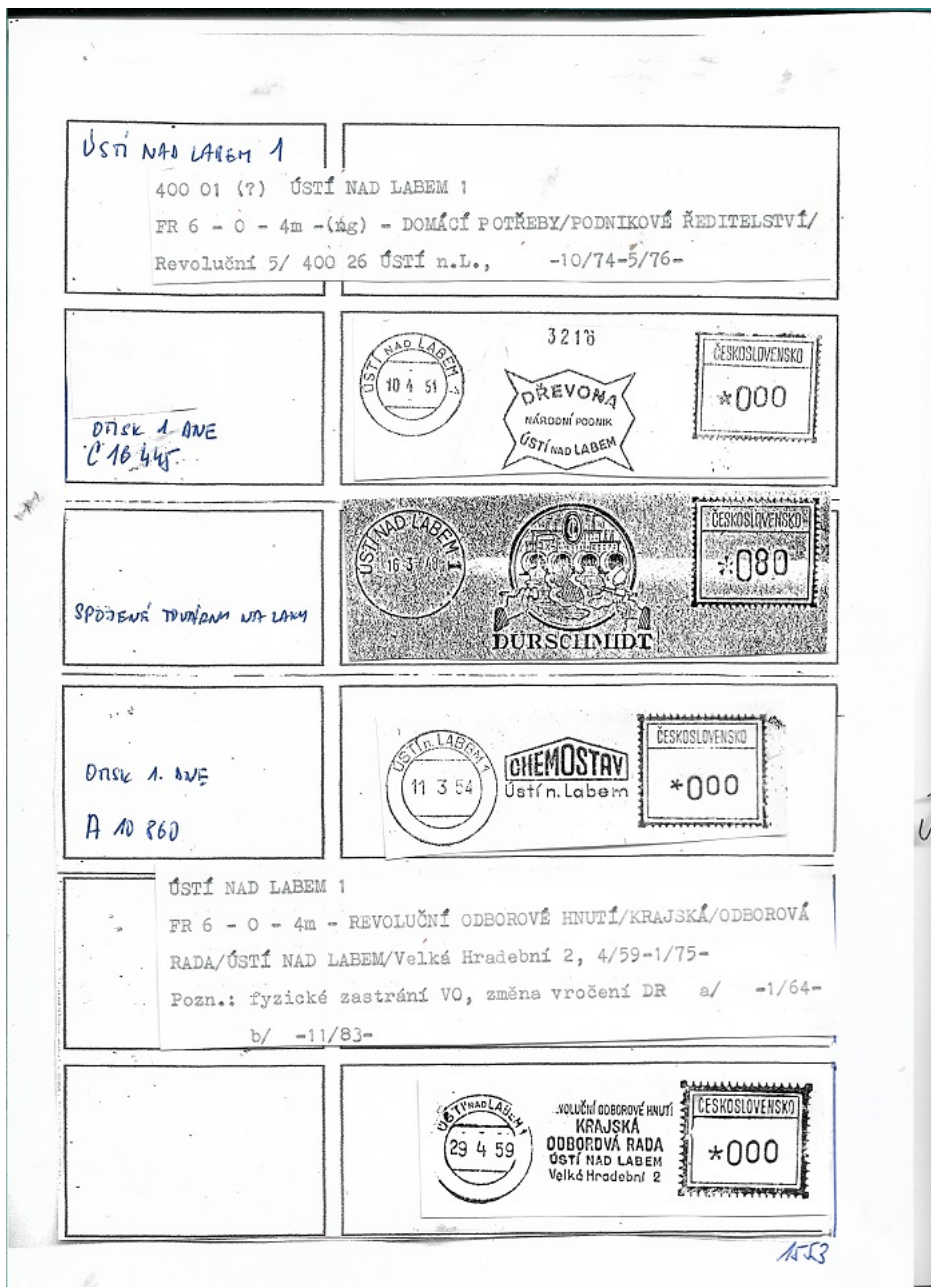 ÚSTÍ NAD LABEM 1
400 01 (?) ÚSTÍ NAD LABEM 1
FR 6 - O - 4m -(ág) - DOMÁCÍ POTŘEBY/PODNIKOVÉ ŘEDITELSTVÍ/
Revoluční 5/ 400 26 ÚSTÍ n.L., -10/74-5/76-
OTISK 1. DNE
C 16 445
ÚSTÍ NAD LABEM 1
10 4 51
3216
DŘEVONA
NÁRODNÍ PODNIK
ÚSTÍ NAD LABEM
ČESKOSLOVENSKO
*000
SPOJENÉ TOVÁRNY NA LAKY
ÚSTÍ NAD LABEM 1
16 3
DURSCHMIDT
ČESKOSLOVENSKO
*080
OTISK 1. DNE
A 10 860
ÚSTÍ n. LABEM 1
11 3 54
CHEMOSTAV
Ústí n. Labem
ČESKOSLOVENSKO
*000
ÚSTÍ NAD LABEM 1
FR 6 - O - 4m - REVOLUČNÍ ODBOROVÉ HNUTÍ/KRAJSKÁ/ODBOROVÁ
RADA/ÚSTÍ NAD LABEM/Velká Hradební 2, 4/59-1/75-
Pozn.: fyzické zastrání VO, změna vročení DR a/ -1/64-
b/ -11/83-
ÚSTÍ NAD LABEM 1
29 4 59
VOLUČNÍ ODBOROVÉ HNUTÍ
KRAJSKÁ
ODBOROVÁ RADA
ÚSTÍ NAD LABEM
Velká Hradební 2
ČESKOSLOVENSKO
*000
1553